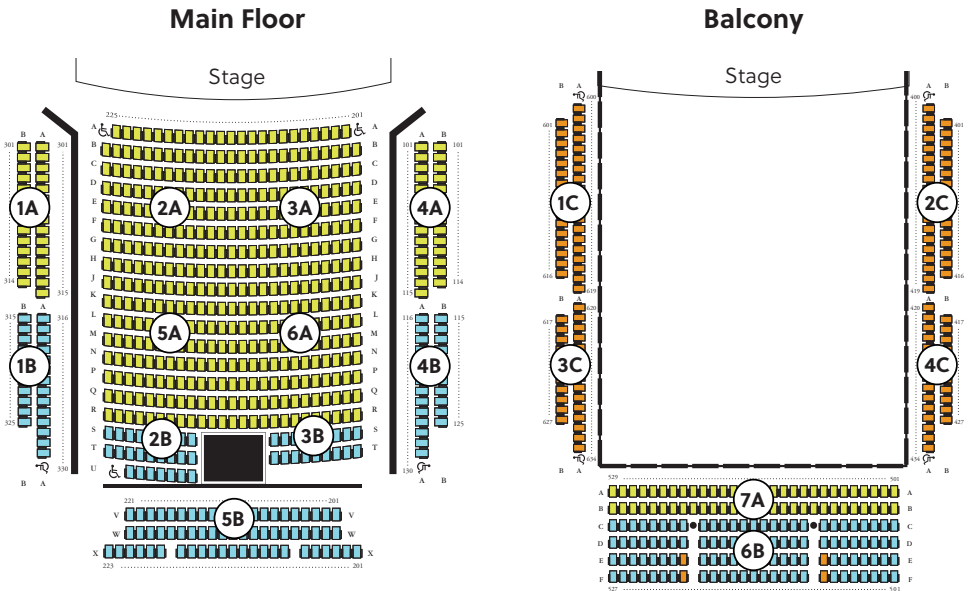 Main Floor
Balcony
Stage
Stage
225 201
B A
A A
A B
301 301
B B
101 101
C C
D D
1A
2A
3A
4A
E E
F F
G G
H H
314
J J
114
315
K K
115
B A
L L
A B
315 316
M M
116 115
5A
6A
N N
1B
P P
4B
Q Q
325
R R
125
S S
2B
3B
T T
U
330
130
B A
A B
221 201
V V
5B
W W
X X
223 201
B A
A B
600
400
601
401
1C
2C
616
416
619
419
620
420
617
417
3C
4C
627
427
634
434
B A
A B
529 501
A A
7A
B B
C C
D D
6B
E E
F F
527 501